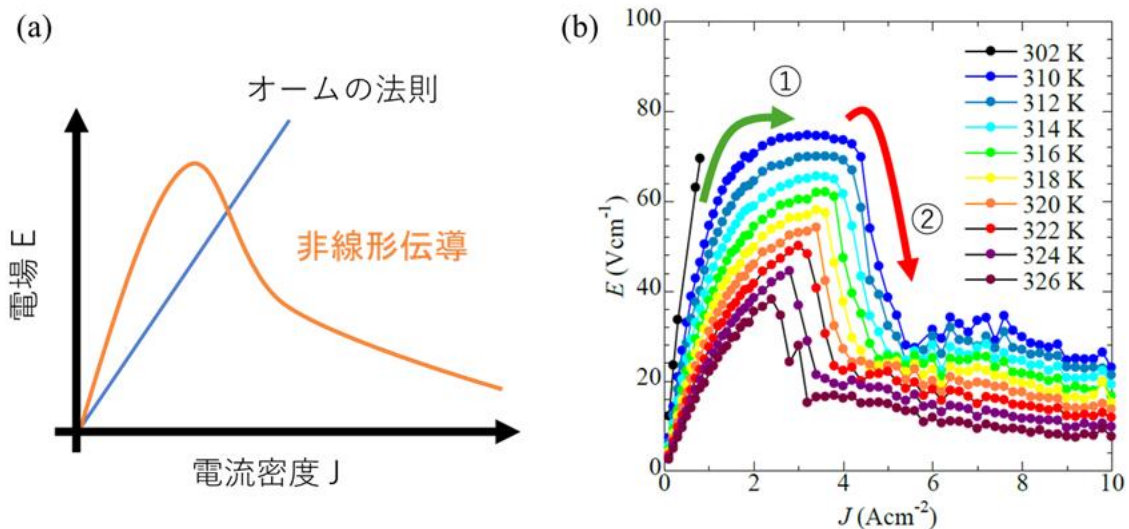 (a)
オームの法則
非線形伝導
電場 E
電流密度 J
(b)
100
80
60
40
20
0
E (Vcm⁻¹)
①
②
302 K
310 K
312 K
314 K
316 K
318 K
320 K
322 K
324 K
326 K
0 2 4 6 8 10
J (Acm⁻²)